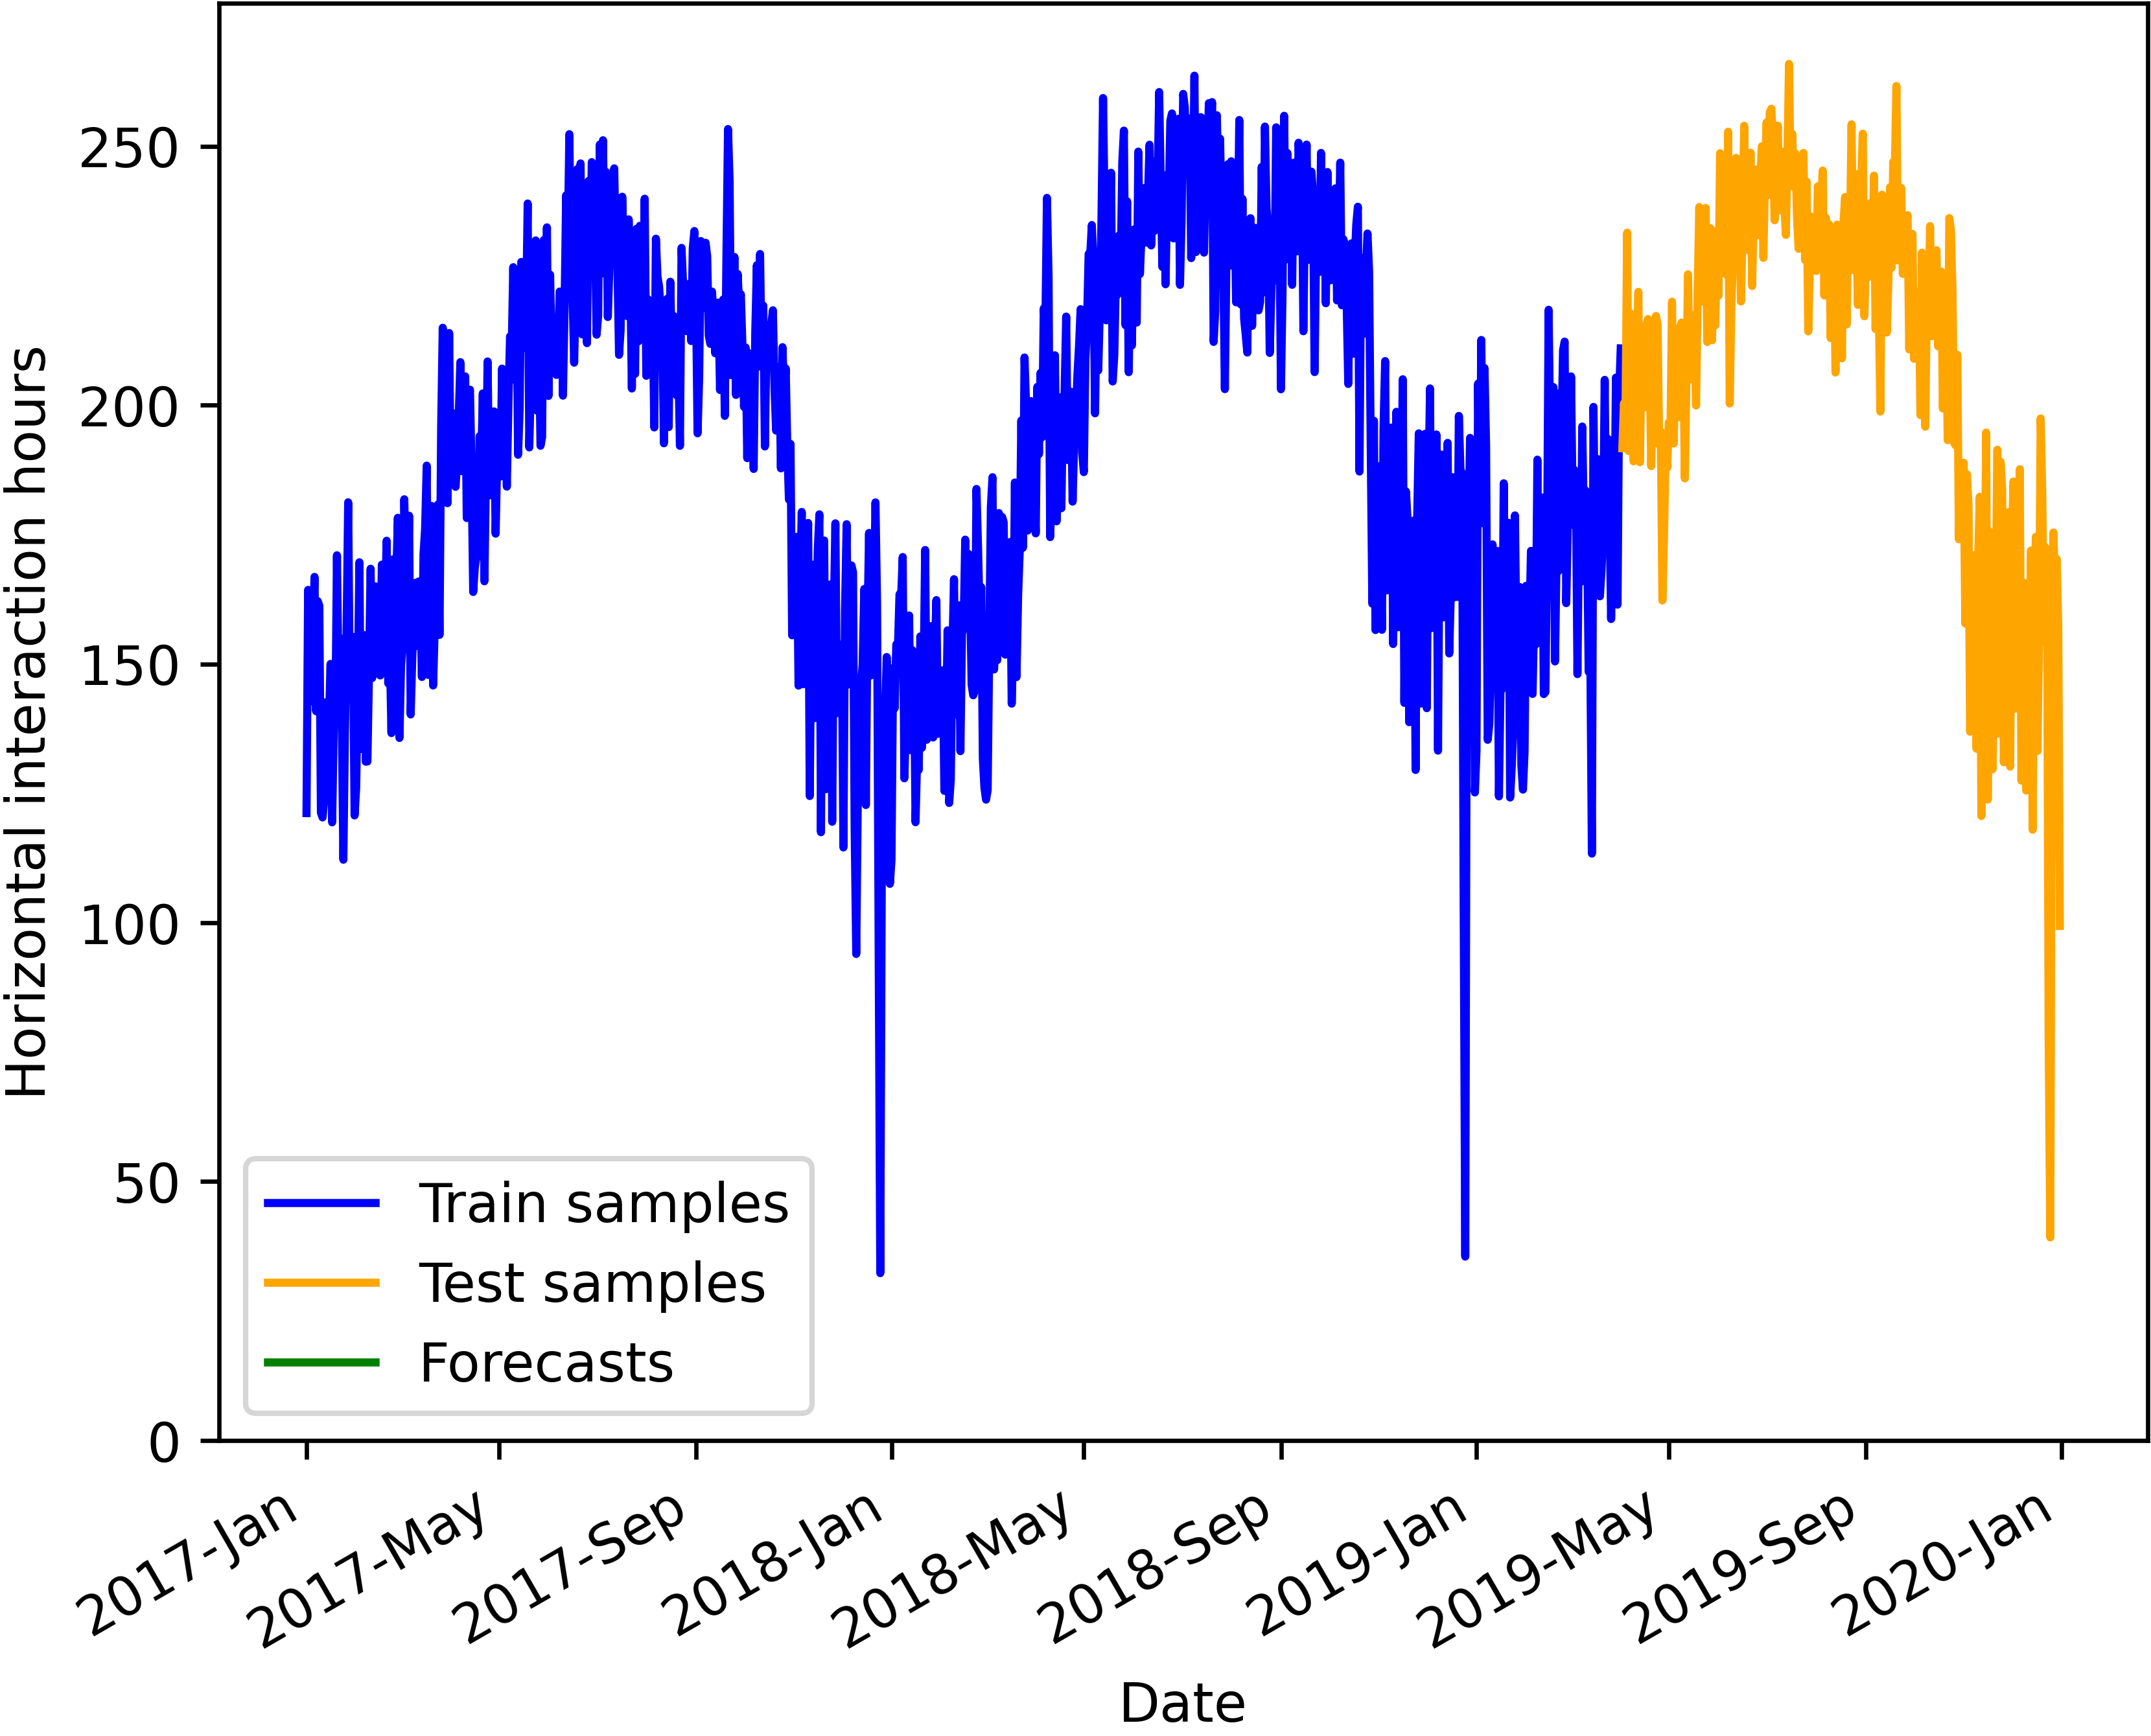 Horizontal interaction hours
250
200
150
100
50
0
Train samples
Test samples
Forecasts
2017-Jan
2017-May
2017-Sep
2018-Jan
2018-May
2018-Sep
2019-Jan
2019-May
2019-Sep
2020-Jan
Date